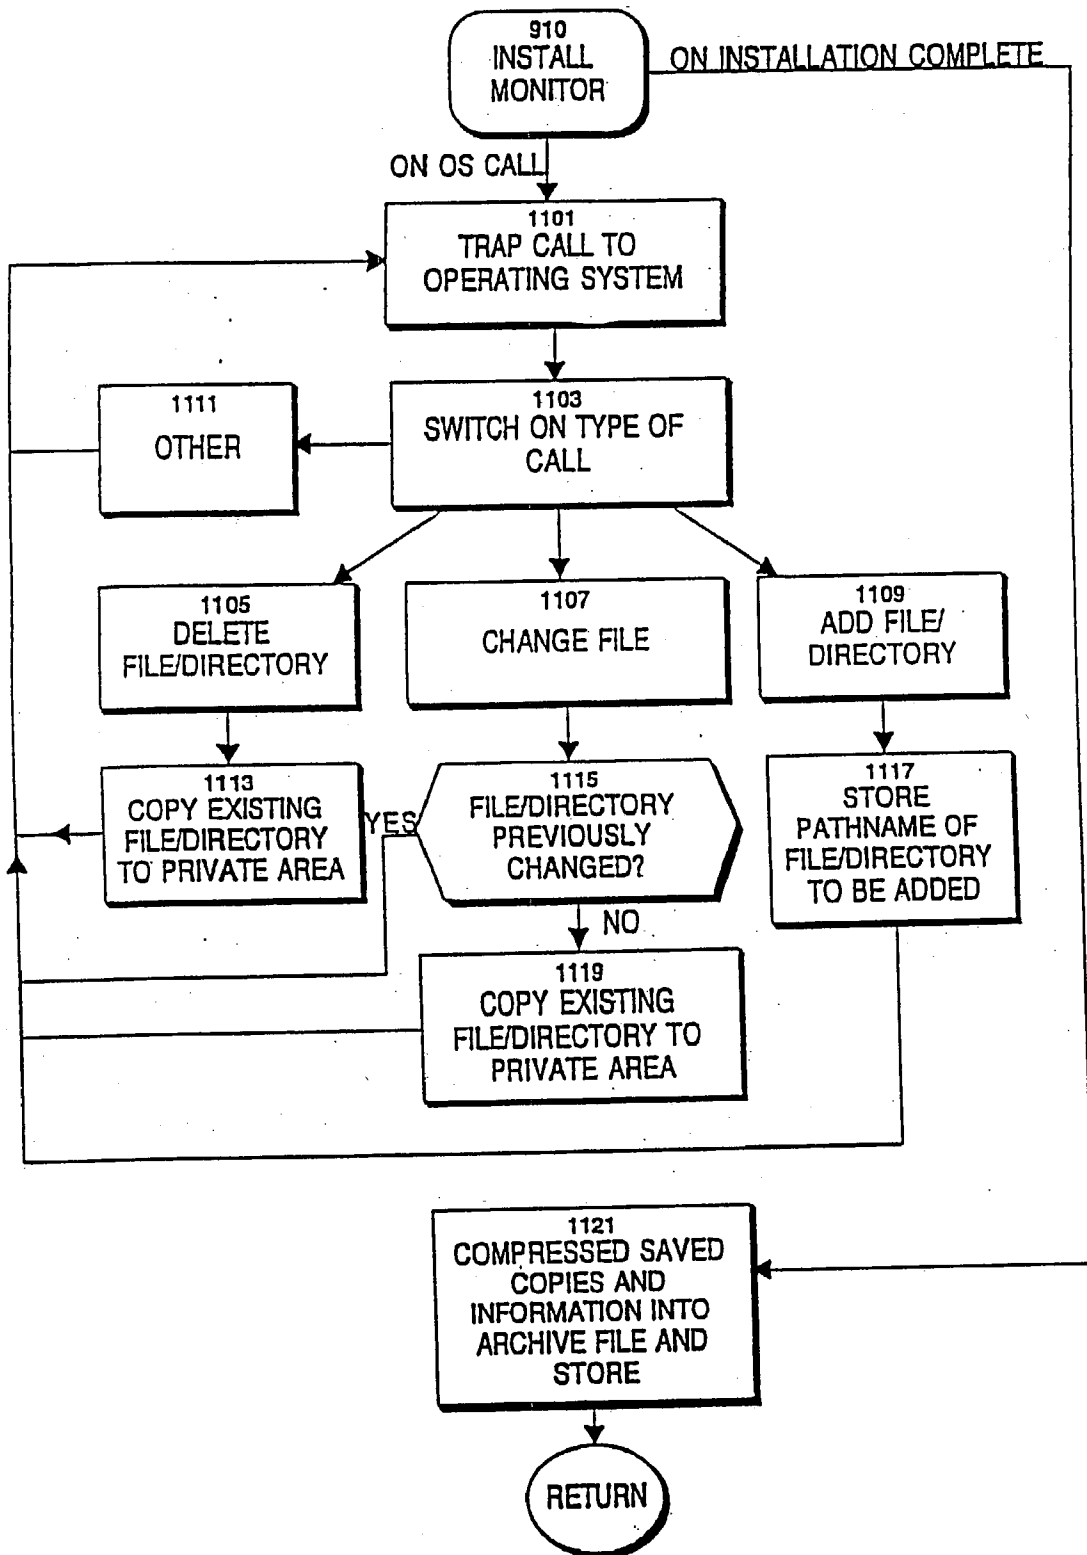 910
INSTALL
MONITOR
ON INSTALLATION COMPLETE
ON OS CALL
1101
TRAP CALL TO
OPERATING SYSTEM
1111
OTHER
1103
SWITCH ON TYPE OF
CALL
1105
DELETE
FILE/DIRECTORY
1107
CHANGE FILE
1109
ADD FILE/
DIRECTORY
1113
COPY EXISTING
FILE/DIRECTORY
TO PRIVATE AREA
YES
1115
FILE/DIRECTORY
PREVIOUSLY
CHANGED?
NO
1117
STORE
PATHNAME OF
FILE/DIRECTORY
TO BE ADDED
1119
COPY EXISTING
FILE/DIRECTORY TO
PRIVATE AREA
1121
COMPRESSED SAVED
COPIES AND
INFORMATION INTO
ARCHIVE FILE AND
STORE
RETURN